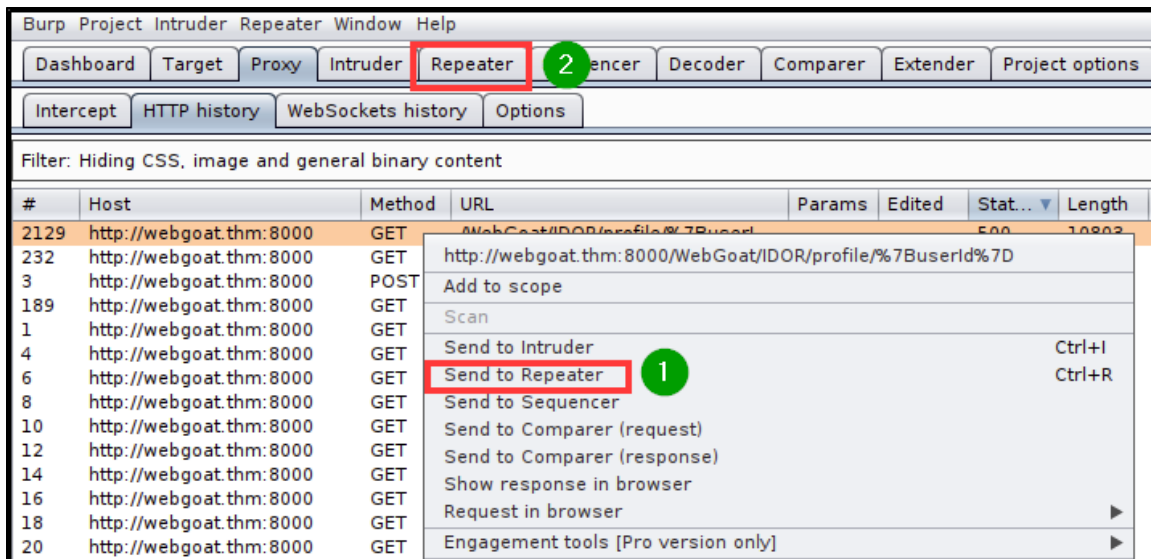 Burp Project Intruder Repeater Window Help
Dashboard Target Proxy Intruder Repeater 2 encer Decoder Comparer Extender Project options
Intercept HTTP history WebSockets history Options
Filter: Hiding CSS, image and general binary content
# Host Method URL Params Edited Stat... Length
2129 http://webgoat.thm:8000 GET /WebGoat/IDOR/profile/%7BuserI... 500 10803
232 http://webgoat.thm:8000 GET http://webgoat.thm:8000/WebGoat/IDOR/profile/%7BuserId%7D
3 http://webgoat.thm:8000 POST Add to scope
189 http://webgoat.thm:8000 GET Scan
1 http://webgoat.thm:8000 GET Send to Intruder Ctrl+I
4 http://webgoat.thm:8000 GET
6 http://webgoat.thm:8000 GET Send to Repeater 1 Ctrl+R
8 http://webgoat.thm:8000 GET Send to Sequencer
10 http://webgoat.thm:8000 GET Send to Comparer (request)
12 http://webgoat.thm:8000 GET Send to Comparer (response)
14 http://webgoat.thm:8000 GET Show response in browser
16 http://webgoat.thm:8000 GET Request in browser
18 http://webgoat.thm:8000 GET
20 http://webgoat.thm:8000 GET Engagement tools [Pro version only]